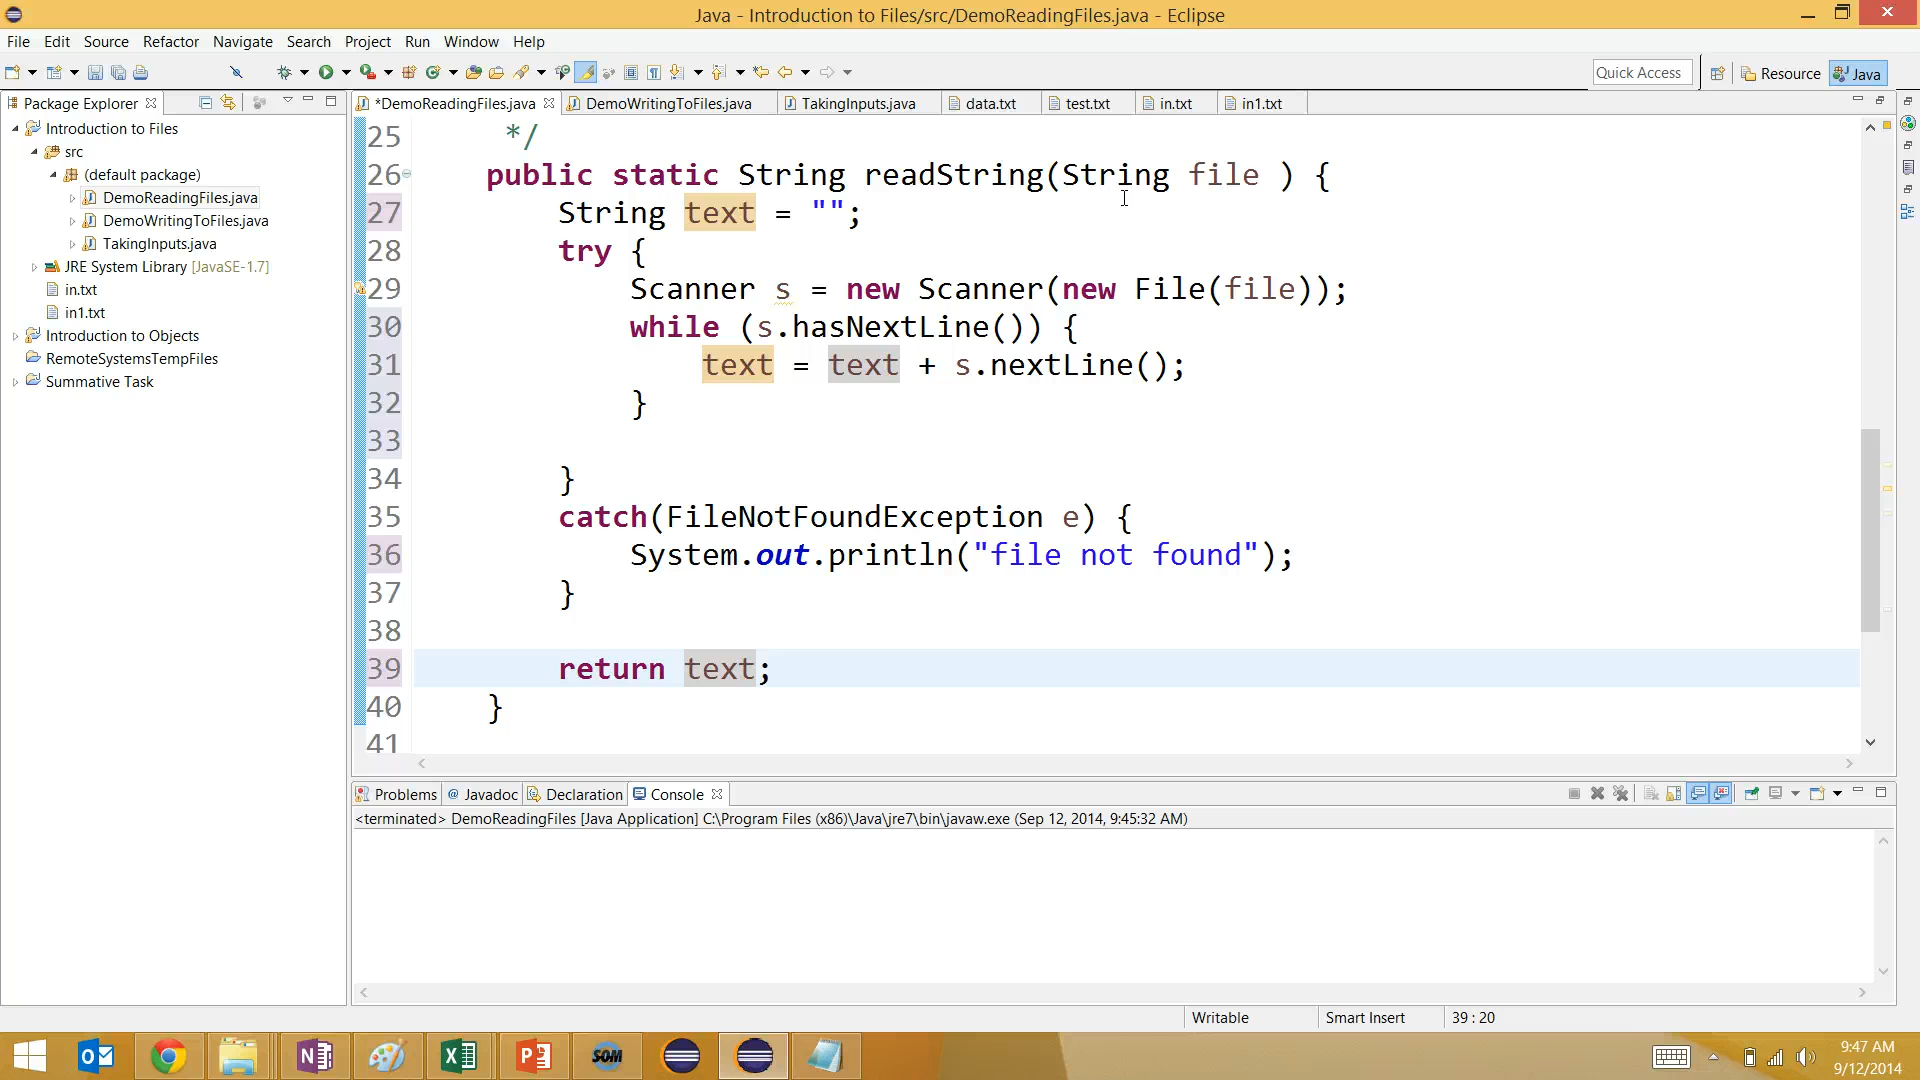 Java - Introduction to Files/src/DemoReadingFiles.java - Eclipse
File Edit Source Refactor Navigate Search Project Run Window Help
Quick Access Resource Java
Package Explorer
Introduction to Files
src
(default package)
DemoReadingFiles.java
DemoWritingToFiles.java
TakingInputs.java
JRE System Library [JavaSE-1.7]
in.txt
in1.txt
Introduction to Objects
RemoteSystemsTempFiles
Summative Task
*DemoReadingFiles.java DemoWritingToFiles.java TakingInputs.java data.txt test.txt in.txt in1.txt
25 */
26 public static String readString(String file ) {
27 String text = "";
28 try {
29 Scanner s = new Scanner(new File(file));
30 while (s.hasNextLine()) {
31 text = text + s.nextLine();
32 }
33
34 }
35 catch(FileNotFoundException e) {
36 System.out.println("file not found");
37 }
38
39 return text;
40 }
41
Problems @ Javadoc Declaration Console
<terminated> DemoReadingFiles [Java Application] C:\Program Files (x86)\Java\jre7\bin\javaw.exe (Sep 12, 2014, 9:45:32 AM)
Writable Smart Insert 39 : 20
SOM
9:47 AM
9/12/2014